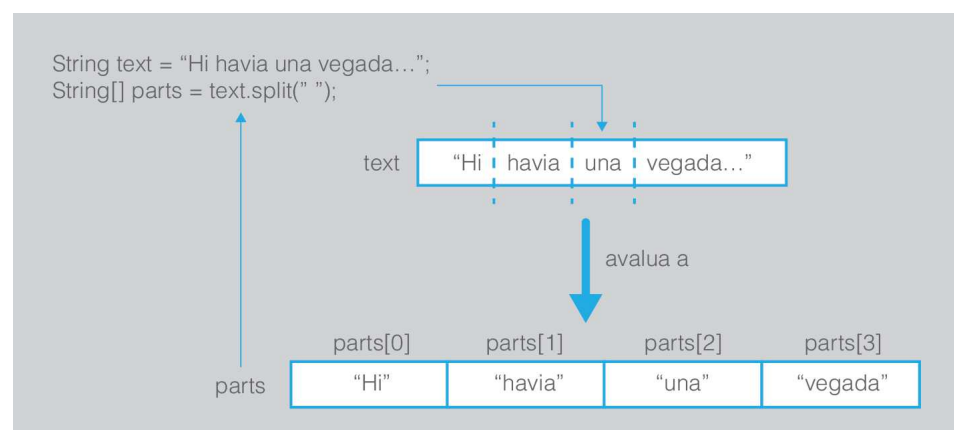 String text = “Hi havia una vegada…”;
String[] parts = text.split(” ”);
text “Hi havia una vegada…”
avalua a
parts[0] parts[1] parts[2] parts[3]
parts “Hi” “havia” “una” “vegada”